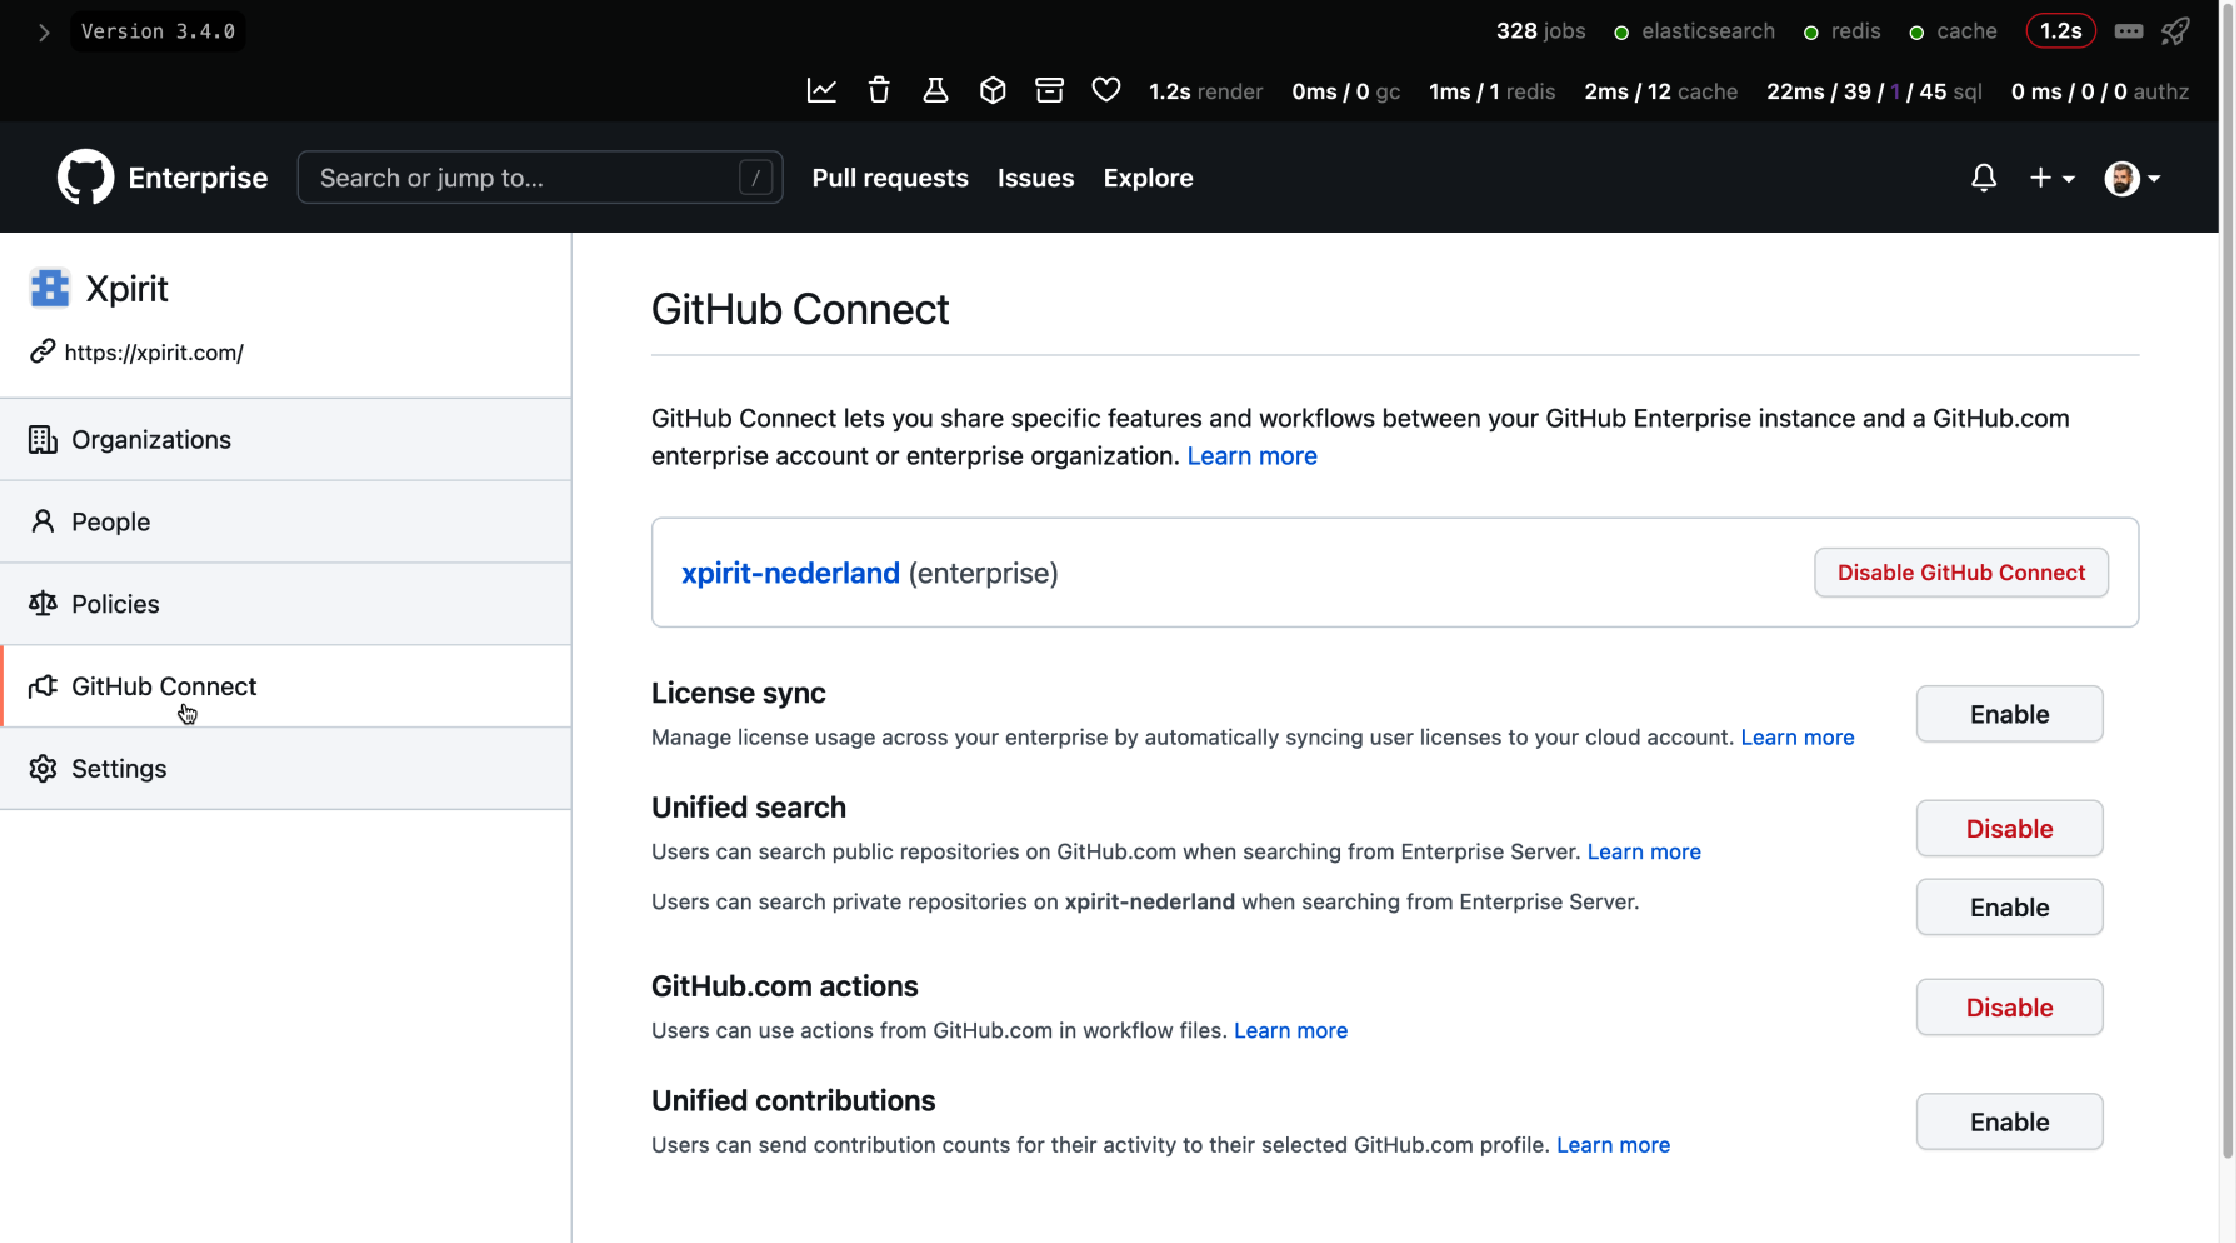 Version 3.4.0
328 jobs elasticsearch redis cache 1.2s
1.2s render 0ms / 0 gc 1ms / 1 redis 2ms / 12 cache 22ms / 39 / 1 / 45 sql 0 ms / 0 / 0 authz
Enterprise Search or jump to... / Pull requests Issues Explore
Xpirit
https://xpirit.com/
Organizations
People
Policies
GitHub Connect
Settings
GitHub Connect
GitHub Connect lets you share specific features and workflows between your GitHub Enterprise instance and a GitHub.com
enterprise account or enterprise organization. Learn more
xpirit-nederland (enterprise) Disable GitHub Connect
License sync
Manage license usage across your enterprise by automatically syncing user licenses to your cloud account. Learn more
Enable
Unified search
Users can search public repositories on GitHub.com when searching from Enterprise Server. Learn more
Disable
Users can search private repositories on xpirit-nederland when searching from Enterprise Server.
Enable
GitHub.com actions
Users can use actions from GitHub.com in workflow files. Learn more
Disable
Unified contributions
Users can send contribution counts for their activity to their selected GitHub.com profile. Learn more
Enable